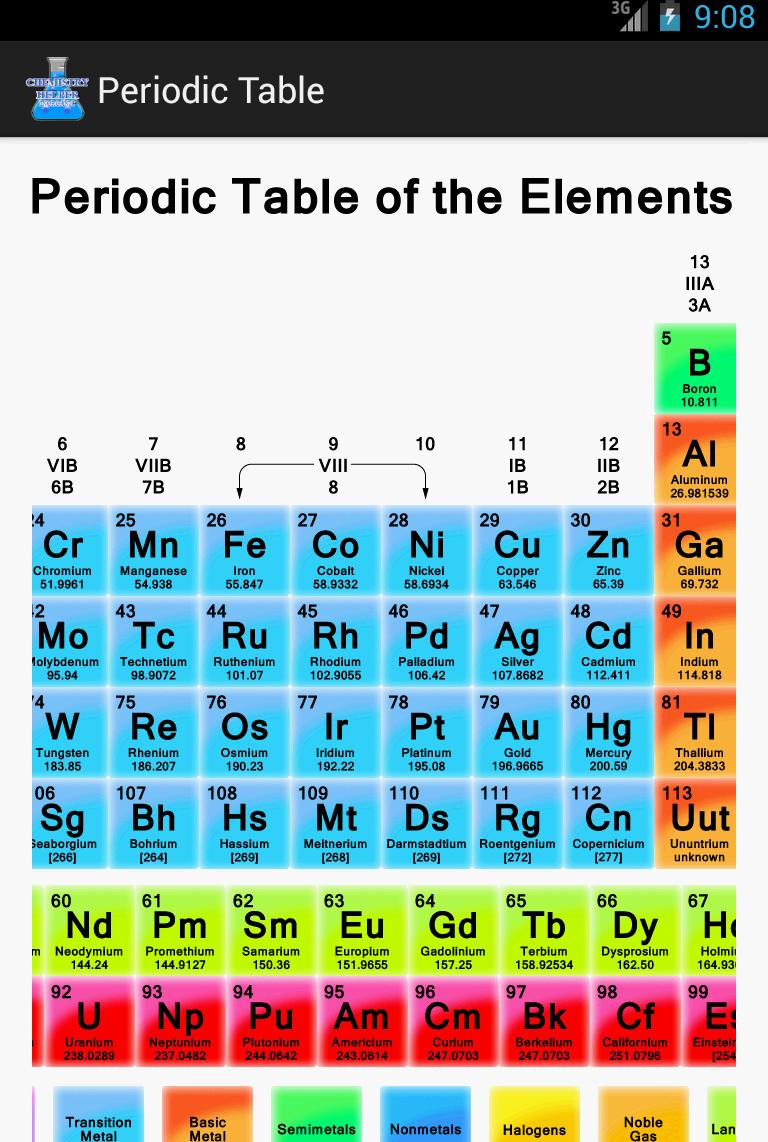 3G 9:08
CHEMISTRY
HELPER
Periodic Table
Periodic Table of the Elements
13
IIIA
3A
5
B
Boron
10.811
13
Al
Aluminum
26.981539
6 7 8 9 10 11 12
VIB VIIB VIII IB IIB
6B 7B 8 1B 2B
24 25 26 27 28 29 30 31
Cr Mn Fe Co Ni Cu Zn Ga
Chromium Manganese Iron Cobalt Nickel Copper Zinc Gallium
51.9961 54.938 55.847 58.9332 58.6934 63.546 65.39 69.732
42 43 44 45 46 47 48 49
Mo Tc Ru Rh Pd Ag Cd In
Molybdenum Technetium Ruthenium Rhodium Palladium Silver Cadmium Indium
95.94 98.9072 101.07 102.9055 106.42 107.8682 112.411 114.818
74 75 76 77 78 79 80 81
W Re Os Ir Pt Au Hg Tl
Tungsten Rhenium Osmium Iridium Platinum Gold Mercury Thallium
183.85 186.207 190.23 192.22 195.08 196.9665 200.59 204.3833
06 107 108 109 110 111 112 113
Sg Bh Hs Mt Ds Rg Cn Uut
Seaborgium Bohrium Hassium Meitnerium Darmstadtium Roentgenium Copernicium Ununtrium
[266] [264] [269] [268] [269] [272] [277] unknown
60 61 62 63 64 65 66 67
Nd Pm Sm Eu Gd Tb Dy Ho
m Neodymium Promethium Samarium Europium Gadolinium Terbium Dysprosium Holmi
144.24 144.9127 150.36 151.9655 157.25 158.92534 162.50 164.930
92 93 94 95 96 97 98 99
U Np Pu Am Cm Bk Cf Es
Uranium Neptunium Plutonium Americium Curium Berkelium Californium Einstein
238.0289 237.0482 244.0642 243.0614 247.0703 247.0703 251.0796 [254
Transition Basic Semimetals Nonmetals Halogens Noble Lan
Metal Metal Gas